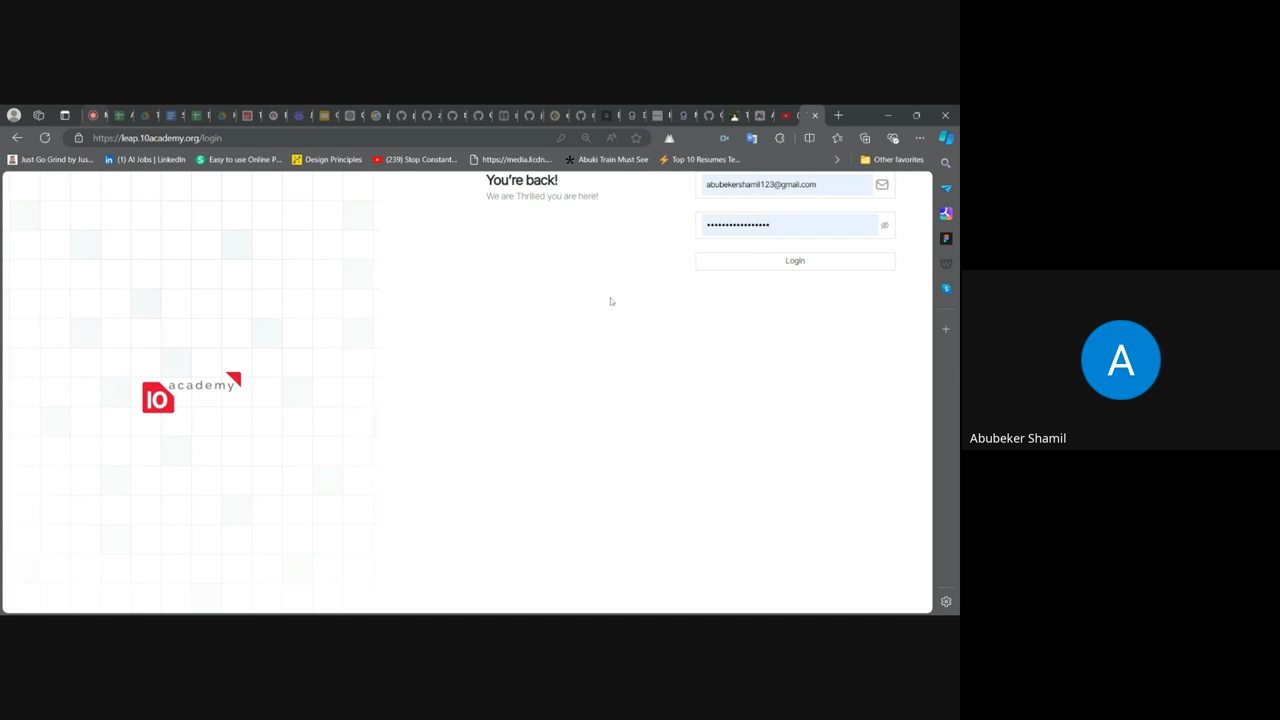 https://leap.10academy.org/login
Just Go Grind by Jus...
(1) AI Jobs | LinkedIn
Easy to use Online P...
Design Principles
(239) Stop Constant...
https://media.licdn....
Abuki Train Must See
Top 10 Resumes Te...
Other favorites
You're back!
We are Thrilled you are here!
abubekershamil123@gmail.com
•••••••••••••••••
Login
10 academy
A
Abubeker Shamil